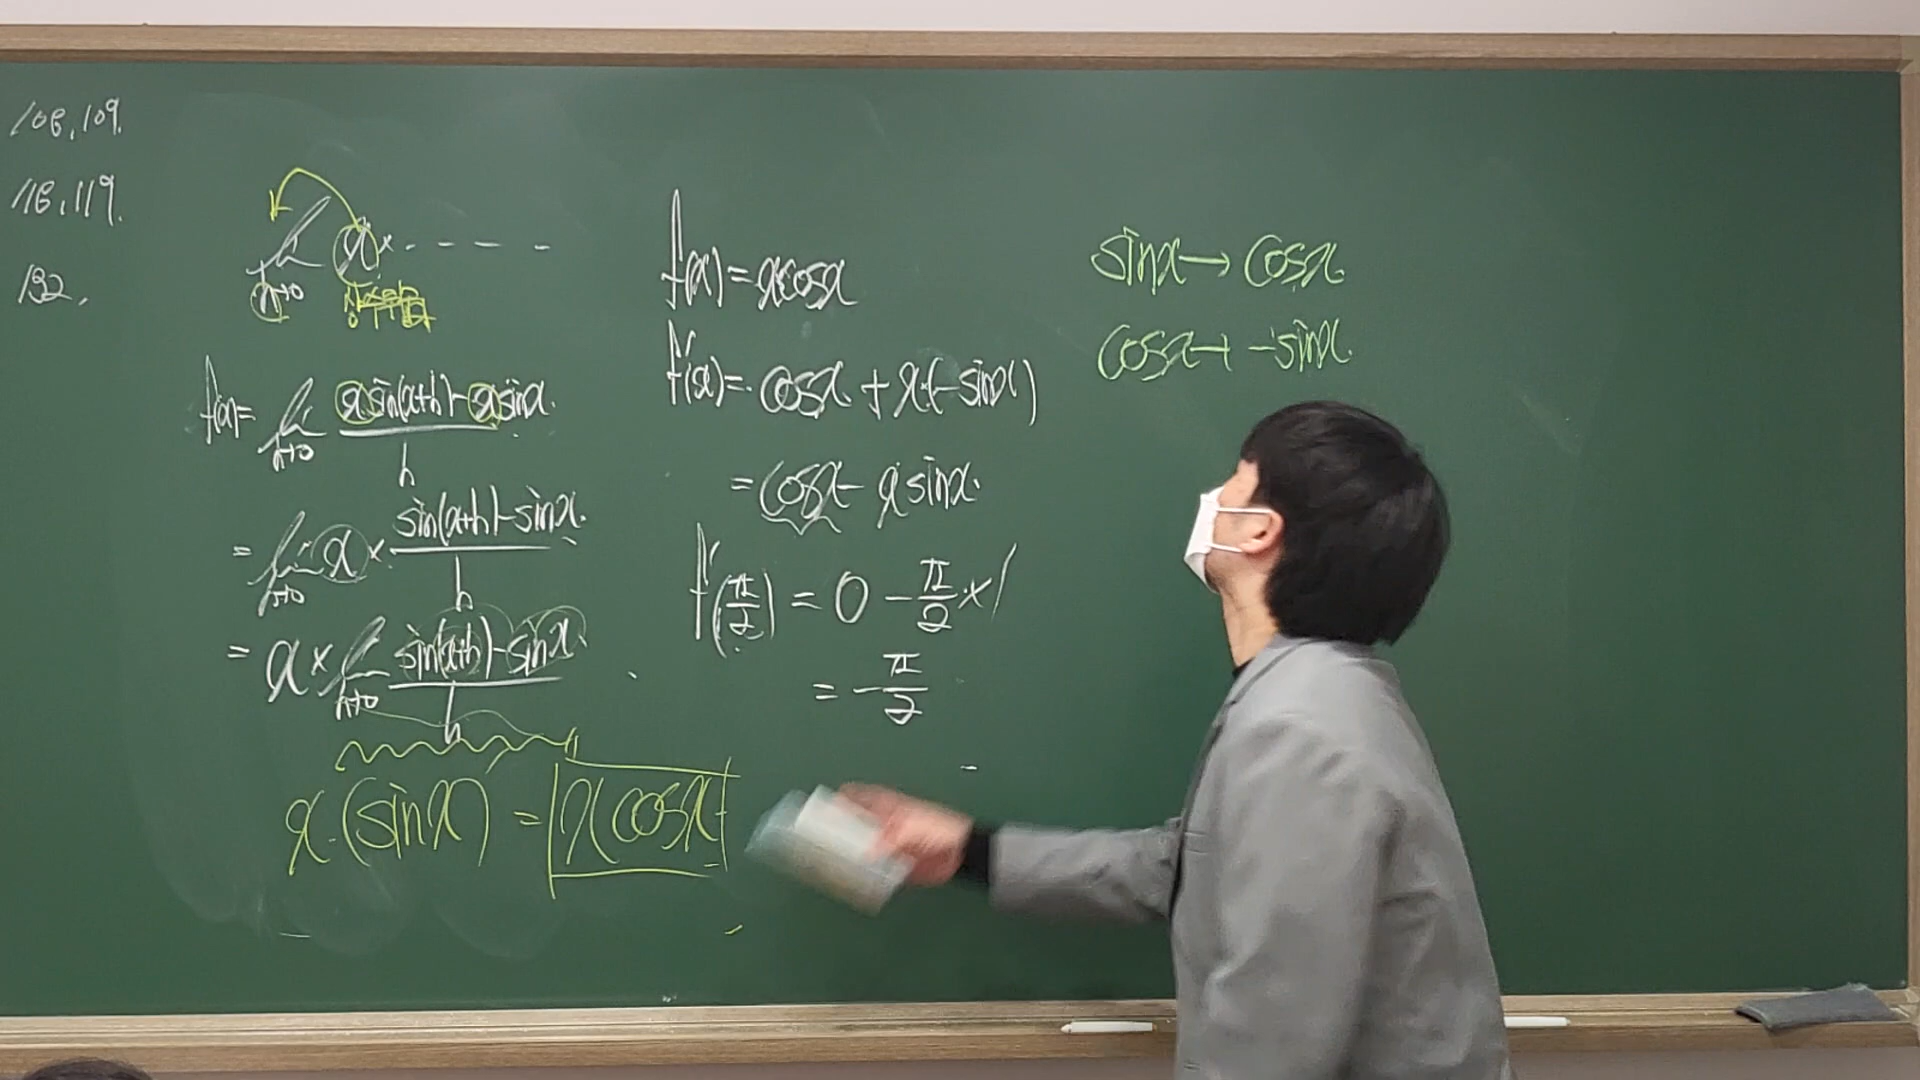 108, 109.
118, 119.
132,
lim h→0 x × - - - -
f(x) = lim h→0 x sin(x+h) - x sin x / h
= lim h→0 x × sin(x+h) - sin x / h
= x × lim h→0 sin(x+h) - sin x / h
x · (sin x)' = x cos x
f(x) = x cos x
f'(x) = cos x + x·(-sin x)
= cos x - x sin x.
f'(π/2) = 0 - π/2 × 1
= - π/2
sin x → cos x
cos x → -sin x.